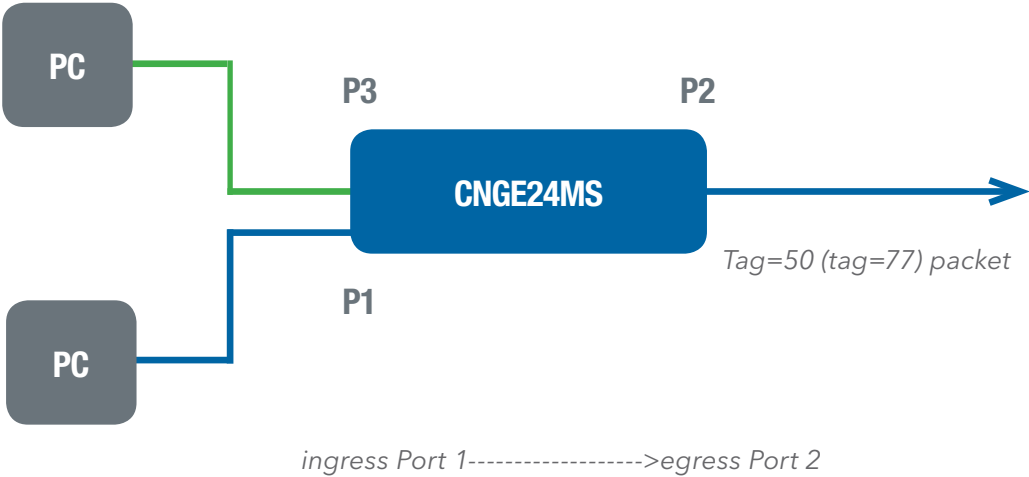 PC
P3
P2
CNGE24MS
Tag=50 (tag=77) packet
P1
PC
ingress Port 1------------------->egress Port 2